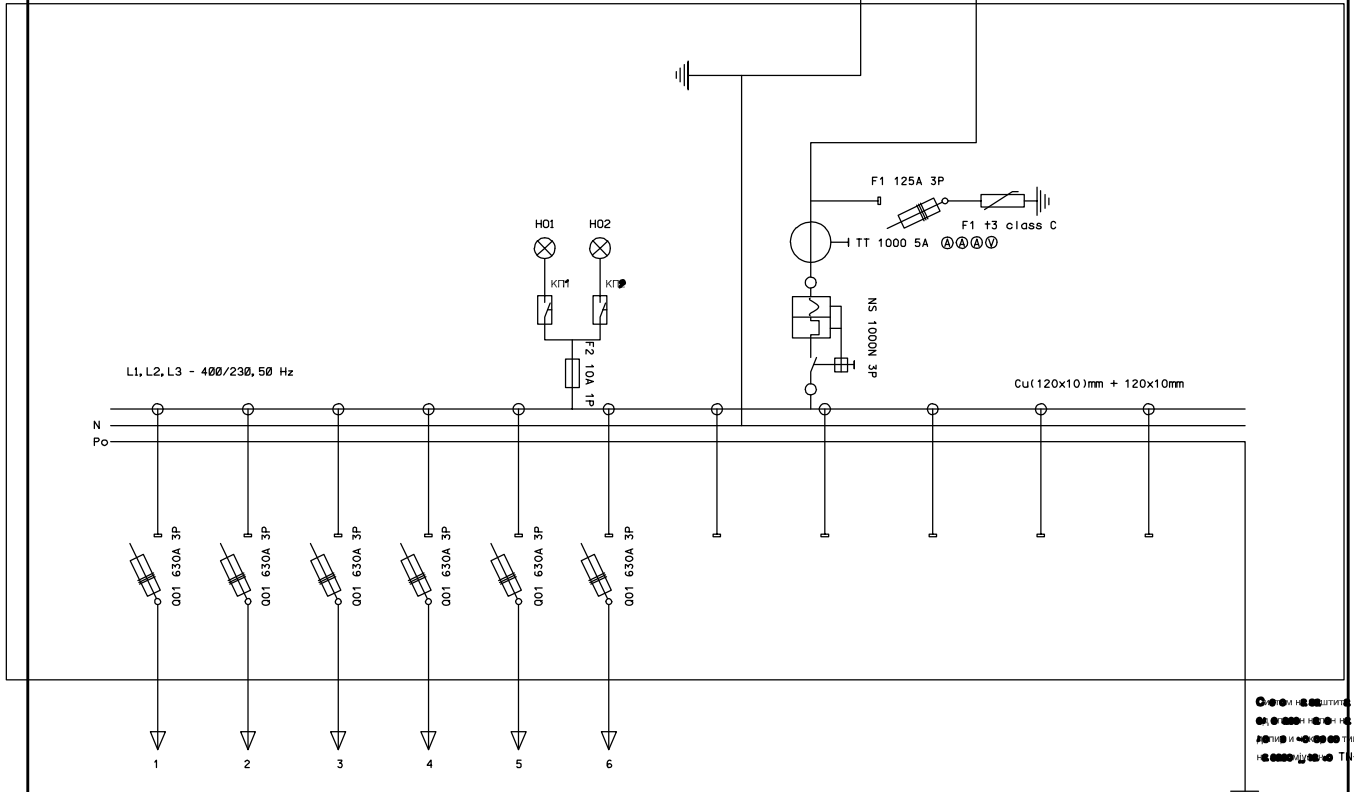 F1 125A 3P
F1 t3 class C
H01 H02
TT 1000 5A Ⓐ Ⓐ Ⓐ Ⓥ
NS 1000N 3P
F2 10A 1P
L1,L2,L3 - 400/230,50 Hz
Cu(120x10)mm + 120x10mm
N
Po
Q01 630A 3P
Q01 630A 3P
Q01 630A 3P
Q01 630A 3P
Q01 630A 3P
Q01 630A 3P
1 2 3 4 5 6